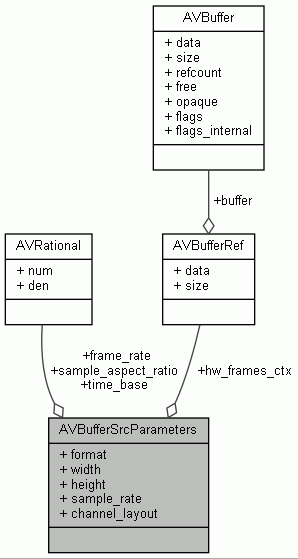 AVBuffer
+ data
+ size
+ refcount
+ free
+ opaque
+ flags
+ flags_internal
+buffer
AVRational
+ num
+ den
AVBufferRef
+ data
+ size
+frame_rate
+sample_aspect_ratio
+time_base
+hw_frames_ctx
AVBufferSrcParameters
+ format
+ width
+ height
+ sample_rate
+ channel_layout